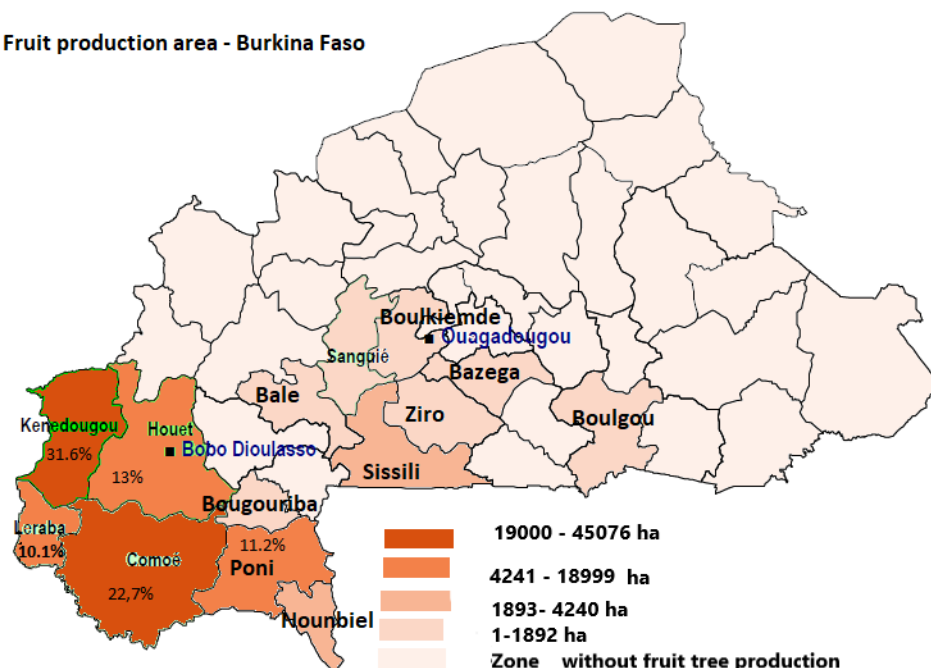 Fruit production area - Burkina Faso
Boulkiemde
Ouagadougou
Sanguié
Bazega
Bale
Ziro
Boulgou
Kenedougou
Houet
31.6%
Bobo Dioulasso
13%
Sissili
Bougouriba
Leraba
10.1%
Comoé
11.2%
Poni
22,7%
Nounbiel
19000 - 45076 ha
4241 - 18999 ha
1893- 4240 ha
1-1892 ha
Zone without fruit tree production